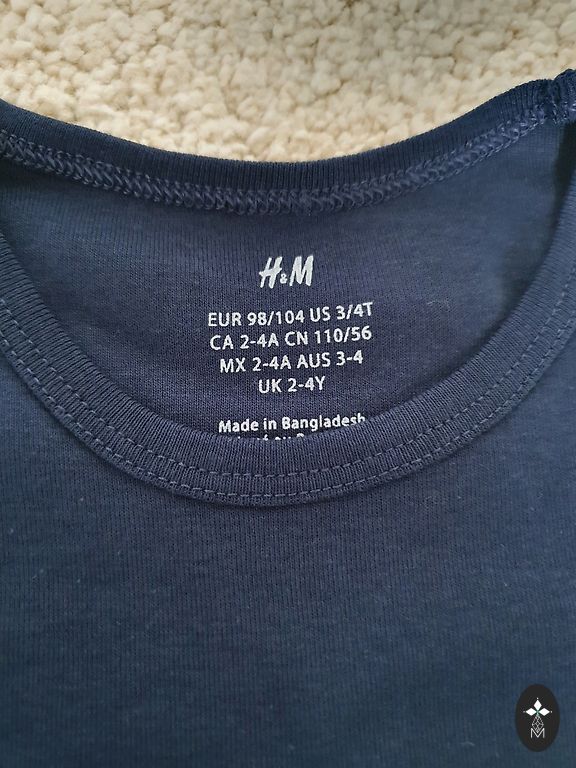 H&M
EUR 98/104 US 3/4T
CA 2-4A CN 110/56
MX 2-4A AUS 3-4
UK 2-4Y
Made in Bangladesh
M